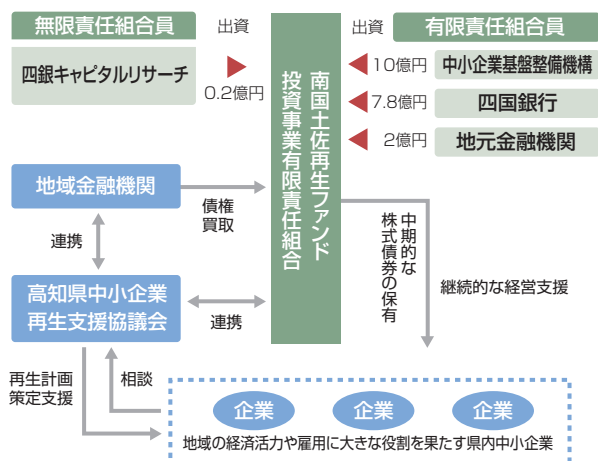 無限責任組合員
出資
四銀キャピタルリサーチ
0.2億円
南国土佐再生ファンド
投資事業有限責任組合
出資
有限責任組合員
10億円
中小企業基盤整備機構
7.8億円
四国銀行
2億円
地元金融機関
地域金融機関
債権
買取
連携
高知県中小企業
再生支援協議会
連携
中期的な
株式債券の保有
継続的な経営支援
再生計画
策定支援
相談
企業
企業
企業
地域の経済活力や雇用に大きな役割を果たす県内中小企業